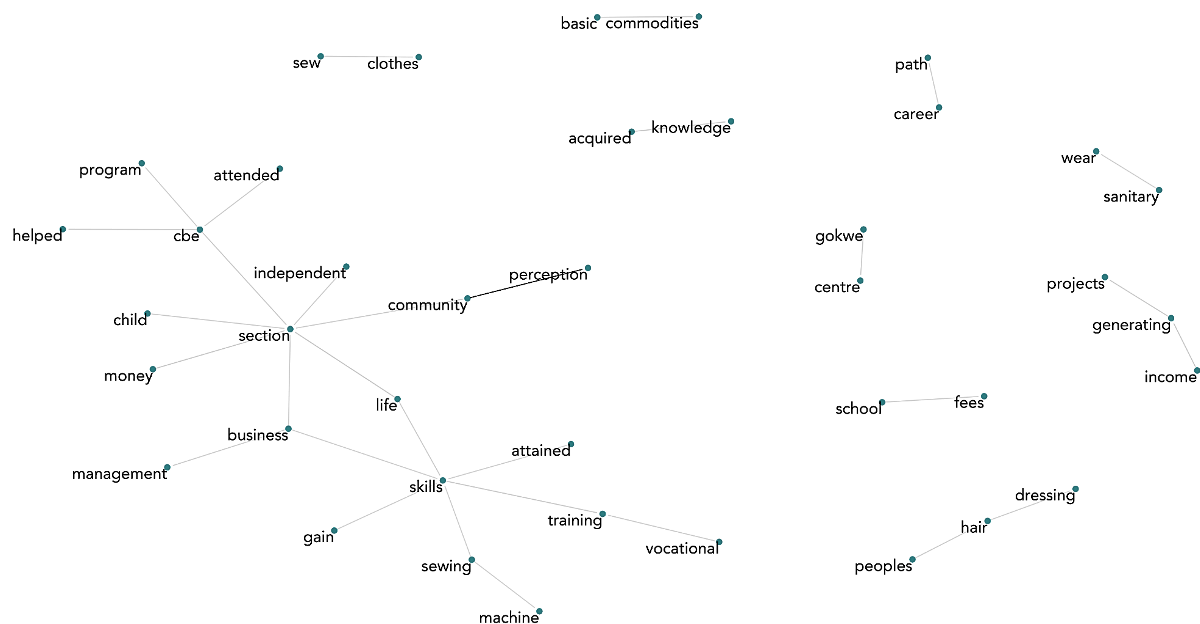 basic commodities
sew clothes
path
career
acquired knowledge
wear
sanitary
program
attended
helped
cbe
gokwe
centre
independent
perception
community
child
section
projects
generating
income
money
life
school fees
business
attained
management
skills
dressing
hair
peoples
gain
training
vocational
sewing
machine